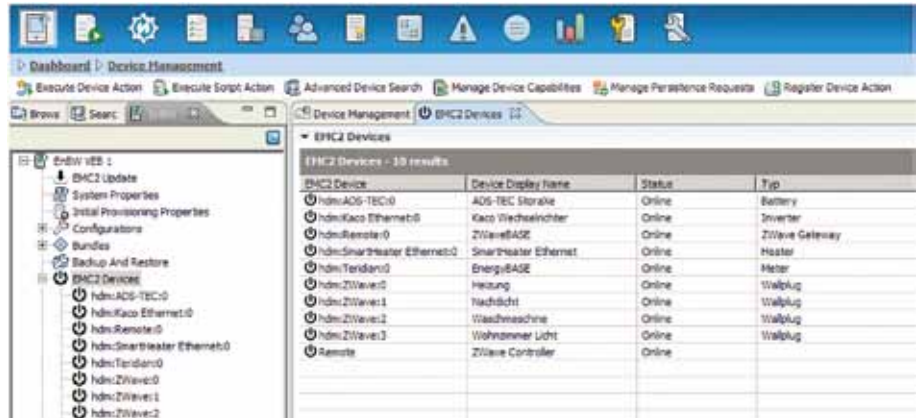 Dashboard Device Management
Execute Device Action Execute Script Action Advanced Device Search Manage Device Capabilities Manage Persistence Requests Register Device Action
Brows Searc Device Management EMC2 Devices
EMC2 Devices
EMC2 Devices - 10 results
EMC2 Device Device Display Name Status Typ
hdm:ADS-TEC:0 ADS-TEC Storake Online Battery
hdm:Kaco Ethernet:0 Kaco Wechselrichter Online Inverter
hdm:Remote:0 ZWaveBASE Online ZWave Gateway
hdm:SmartHeater Ethernet:0 SmartHeater Ethernet Online Heater
hdm:Teridian:0 EnergyBASE Online Meter
hdm:ZWave:0 Heizung Online Wallplug
hdm:ZWave:1 Nachtlicht Online Wallplug
hdm:ZWave:2 Waschmaschine Online Wallplug
hdm:ZWave:3 Wohnzimmer Licht Online Wallplug
Remote ZWave Controller Online
EnBW VEB 1
EMC2 Update
System Properties
Initial Provisioning Properties
Configurations
Bundles
Backup And Restore
EMC2 Devices
hdm:ADS-TEC:0
hdm:Kaco Ethernet:0
hdm:Remote:0
hdm:SmartHeater Ethernet:0
hdm:Teridian:0
hdm:ZWave:0
hdm:ZWave:1
hdm:ZWave:2